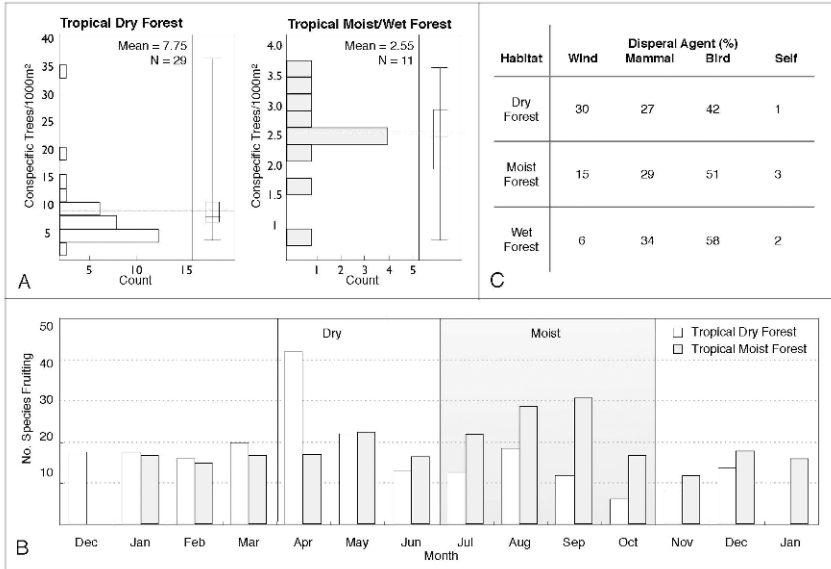 Tropical Dry Forest
Mean = 7.75
N = 29
Conspecific Trees/1000m²
40
35
30
25
20
15
10
5
5
10
15
Count
A
Tropical Moist/Wet Forest
Mean = 2.55
N = 11
Conspecific Trees/1000m²
4.0
3.5
3.0
2.5
2.0
1.5
1
1 2 3 4 5
Count
C
Disperal Agent (%)
Habitat Wind Mammal Bird Self
Dry
Forest
30 27 42 1
Moist
Forest
15 29 51 3
Wet
Forest
6 34 58 2
B
No. Species Fruiting
50
40
30
20
10
Dry
Moist
Tropical Dry Forest
Tropical Moist Forest
Dec Jan Feb Mar Apr May Jun Jul Aug Sep Oct Nov Dec Jan
Month